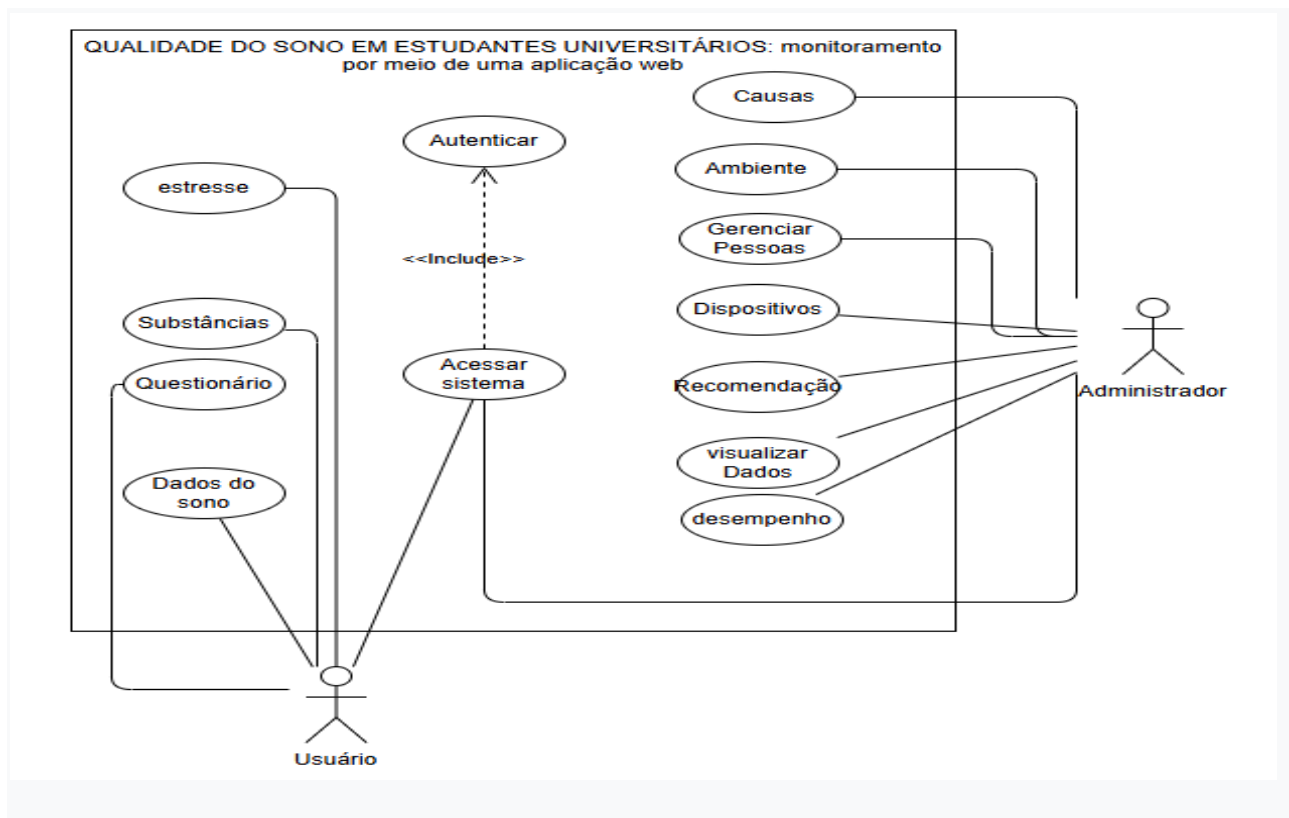 QUALIDADE DO SONO EM ESTUDANTES UNIVERSITÁRIOS: monitoramento
por meio de uma aplicação web
Causas
Autenticar
Ambiente
estresse
Gerenciar
Pessoas
<<Include>>
Dispositivos
Substâncias
Acessar
sistema
Questionário
Recomendação
Administrador
visualizar
Dados
Dados do
sono
desempenho
Usuário